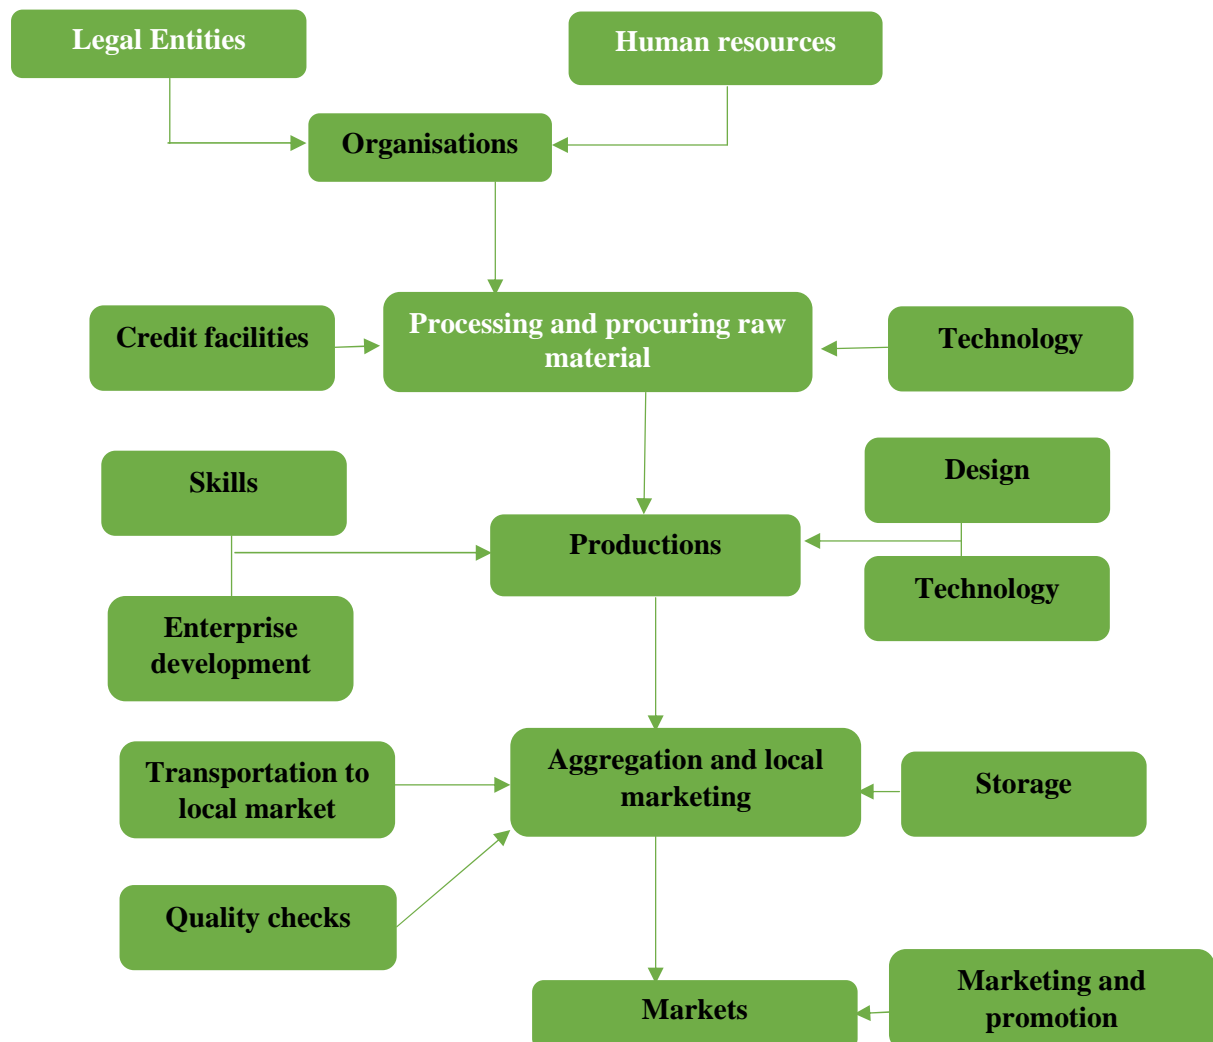 Legal Entities
Human resources
Organisations
Credit facilities
Processing and procuring raw
material
Technology
Skills
Design
Productions
Technology
Enterprise
development
Transportation to
local market
Aggregation and local
marketing
Storage
Quality checks
Markets
Marketing and
promotion